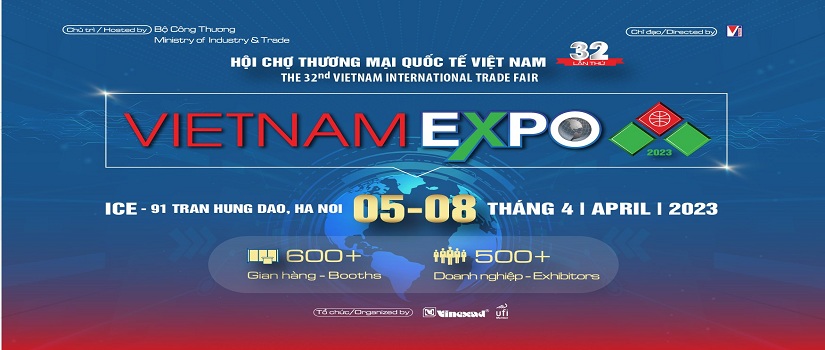 Chủ trì / Hosted by Bộ Công Thương
Ministry of Industry & Trade
Chỉ đạo/Directed by
HỘI CHỢ THƯƠNG MẠI QUỐC TẾ VIỆT NAM
32
LẦN THỨ
THE 32nd VIETNAM INTERNATIONAL TRADE FAIR
VIETNAM EXPO
2023
ICE - 91 TRAN HUNG DAO, HA NOI 05-08 THÁNG 4 | APRIL | 2023
600+
Gian hàng - Booths
500+
Doanh nghiệp - Exhibitors
Tổ chức/Organized by Vinexad ufi